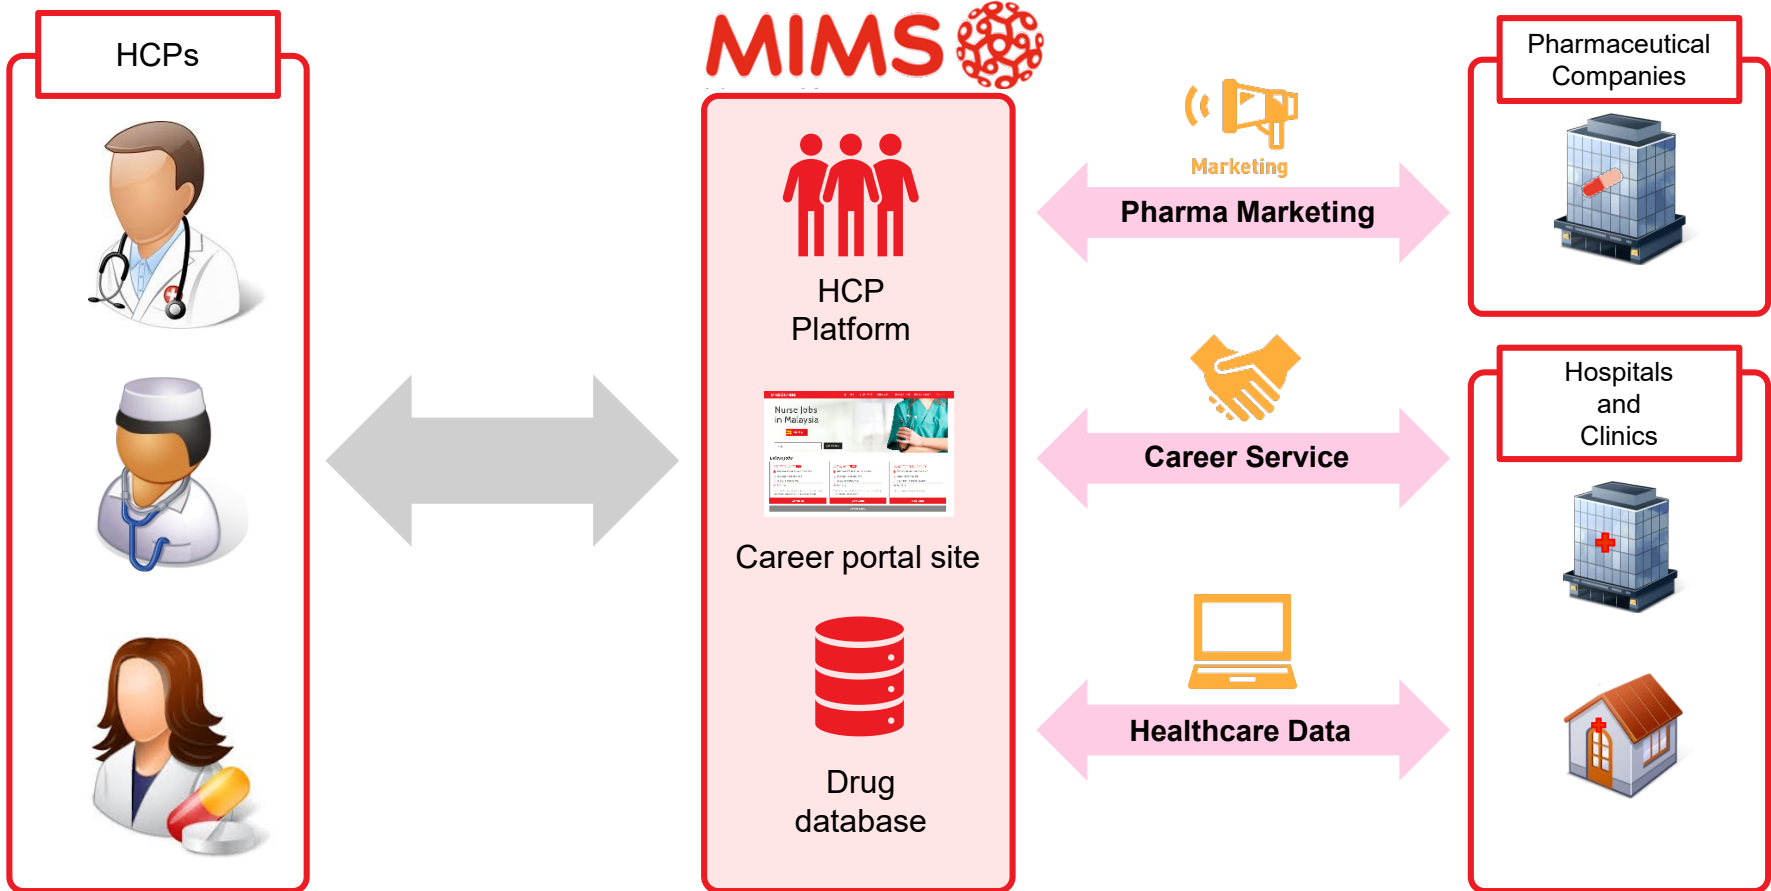 HCPs
MIMS
HCP
Platform
Nurse Jobs
in Malaysia
Career portal site
Drug
database
Marketing
Pharma Marketing
Career Service
Healthcare Data
Pharmaceutical
Companies
Hospitals
and
Clinics